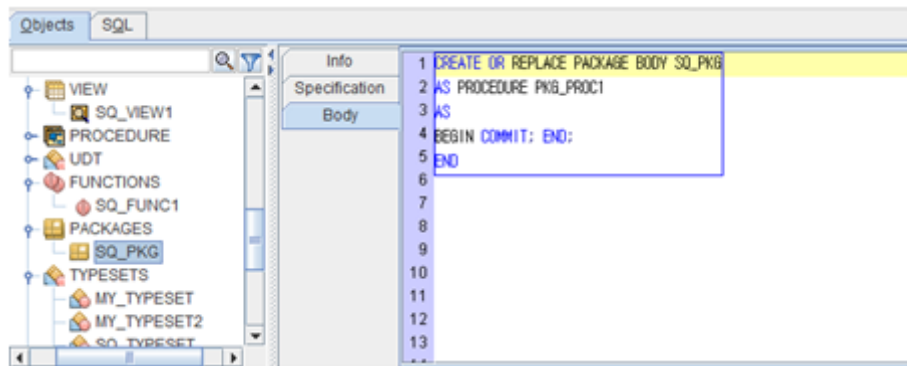 Objects
SQL
VIEW
SQ_VIEW1
PROCEDURE
UDT
FUNCTIONS
SQ_FUNC1
PACKAGES
SQ_PKG
TYPESETS
MY_TYPESET
MY_TYPESET2
SQ_TYPESET
Info
Specification
Body
1 CREATE OR REPLACE PACKAGE BODY SQ_PKG
2 AS PROCEDURE PKG_PROC1
3 AS
4 BEGIN COMMIT; END;
5 END
6
7
8
9
10
11
12
13